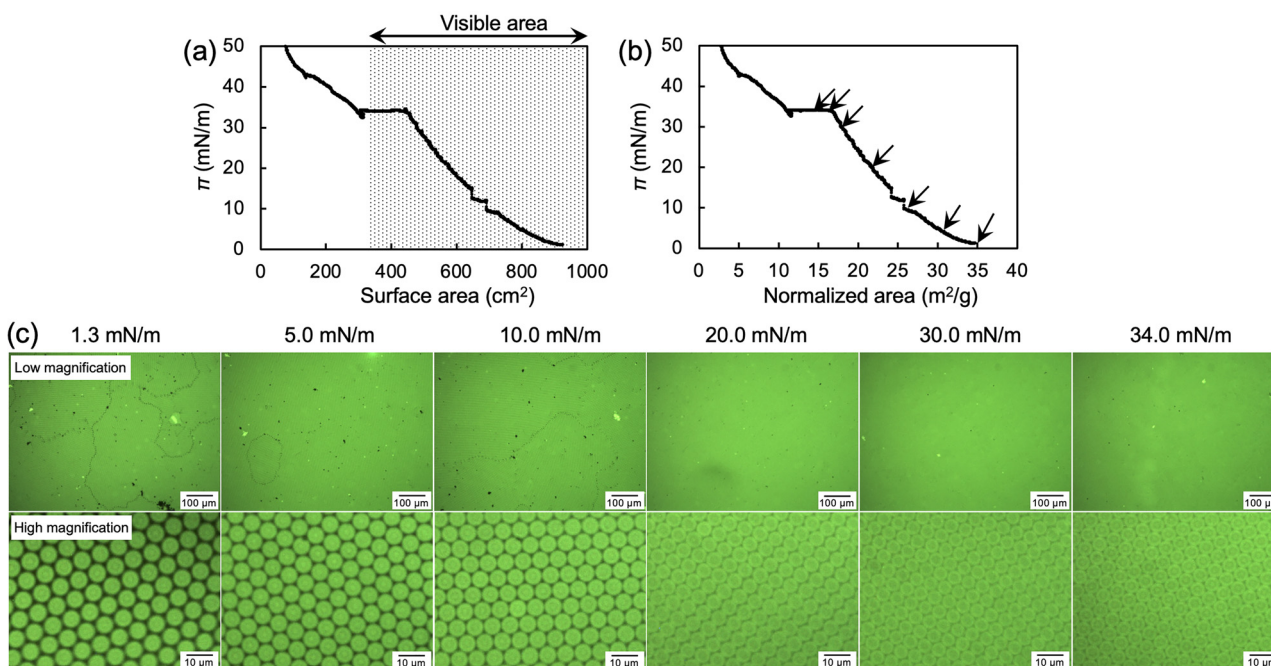 Visible area
(a)
50
40
30
20
10
0
π (mN/m)
0 200 400 600 800 1000
Surface area (cm²)
(b)
50
40
30
20
10
0
π (mN/m)
0 5 10 15 20 25 30 35 40
Normalized area (m²/g)
(c)
1.3 mN/m 5.0 mN/m 10.0 mN/m 20.0 mN/m 30.0 mN/m 34.0 mN/m
Low magnification
100 μm 100 μm 100 μm 100 μm 100 μm 100 μm
High magnification
10 μm 10 μm 10 μm 10 μm 10 μm 10 μm